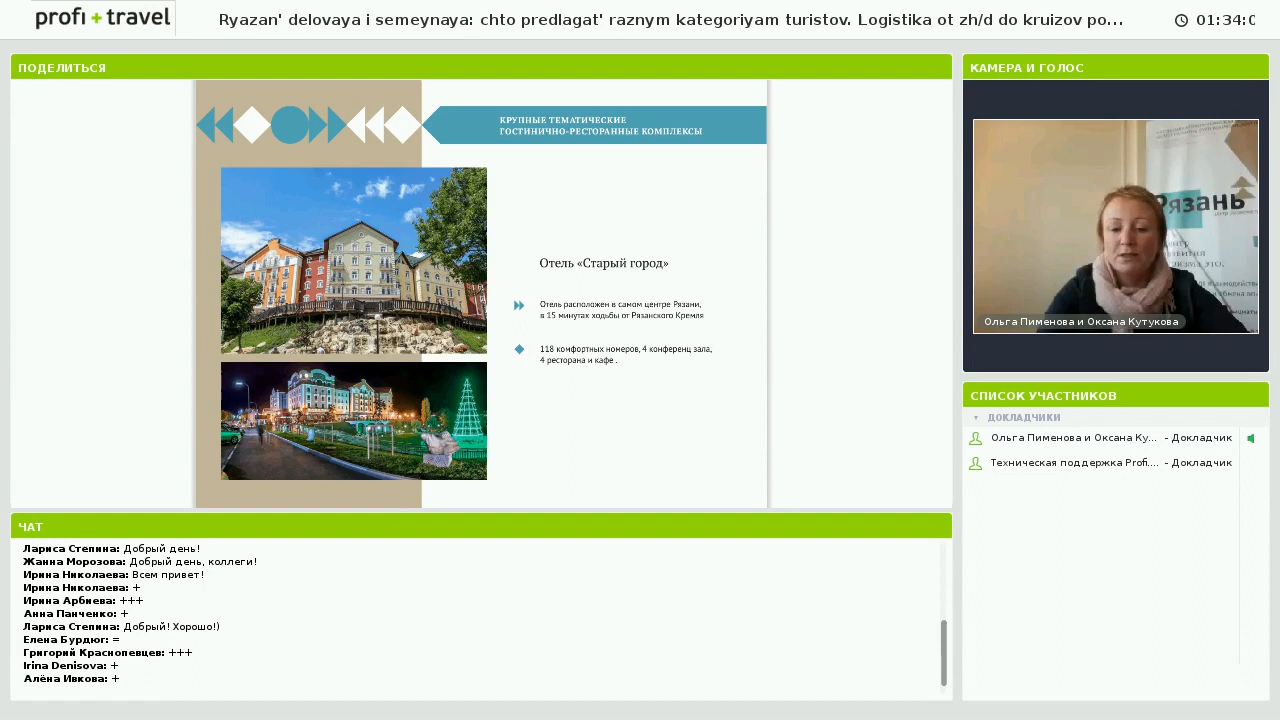 profi + travel
Ryazan' delovaya i semeynaya: chto predlagat' raznym kategoriyam turistov. Logistika ot zh/d do kruizov po...
01:34:0
ПОДЕЛИТЬСЯ
КРУПНЫЕ ТЕМАТИЧЕСКИЕ
ГОСТИНИЧНО-РЕСТОРАННЫЕ КОМПЛЕКСЫ
Отель «Старый город»
Отель расположен в самом центре Рязани,
в 15 минутах ходьбы от Рязанского Кремля
118 комфортных номеров, 4 конференц зала,
4 ресторана и кафе .
КАМЕРА И ГОЛОС
Рязань
Ольга Пименова и Оксана Кутукова
СПИСОК УЧАСТНИКОВ
ДОКЛАДЧИКИ
Ольга Пименова и Оксана Ку... - Докладчик
Техническая поддержка Profi.... - Докладчик
ЧАТ
Лариса Степина: Добрый день!
Жанна Морозова: Добрый день, коллеги!
Ирина Николаева: Всем привет!
Ирина Николаева: +
Ирина Арбиева: +++
Анна Панченко: +
Лариса Степина: Добрый! Хорошо!)
Елена Бурдюг: =
Григорий Краснопевцев: +++
Irina Denisova: +
Алёна Ивкова: +